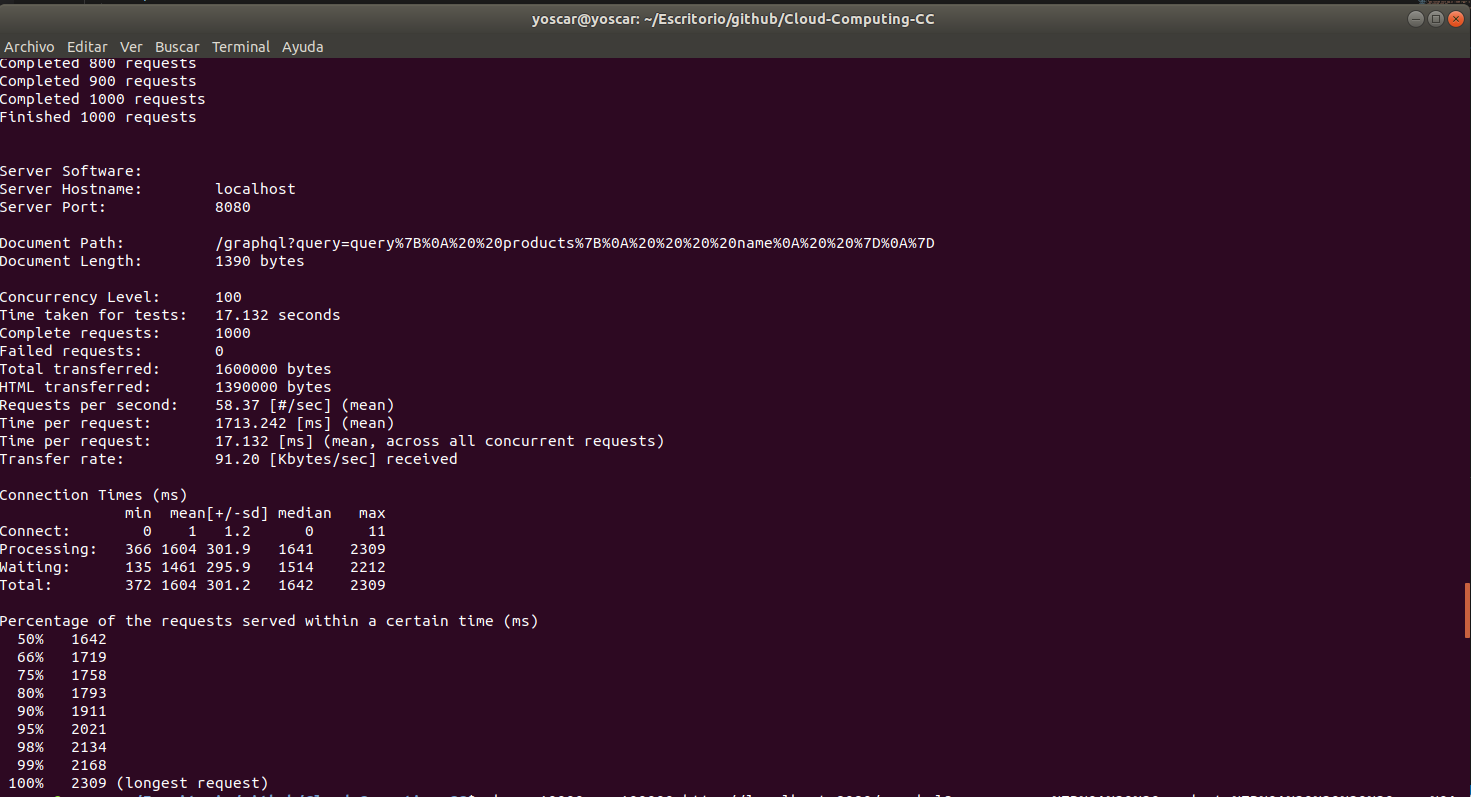 yoscar@yoscar: ~/Escritorio/github/Cloud-Computing-CC
Archivo Editar Ver Buscar Terminal Ayuda
Completed 800 requests
Completed 900 requests
Completed 1000 requests
Finished 1000 requests
Server Software:
Server Hostname: localhost
Server Port: 8080
Document Path: /graphql?query=query%7B%0A%20%20products%7B%0A%20%20%20%20name%0A%20%20%7D%0A%7D
Document Length: 1390 bytes
Concurrency Level: 100
Time taken for tests: 17.132 seconds
Complete requests: 1000
Failed requests: 0
Total transferred: 1600000 bytes
HTML transferred: 1390000 bytes
Requests per second: 58.37 [#/sec] (mean)
Time per request: 1713.242 [ms] (mean)
Time per request: 17.132 [ms] (mean, across all concurrent requests)
Transfer rate: 91.20 [Kbytes/sec] received
Connection Times (ms)
min mean[+/-sd] median max
Connect: 0 1 1.2 0 11
Processing: 366 1604 301.9 1641 2309
Waiting: 135 1461 295.9 1514 2212
Total: 372 1604 301.2 1642 2309
Percentage of the requests served within a certain time (ms)
50% 1642
66% 1719
75% 1758
80% 1793
90% 1911
95% 2021
98% 2134
99% 2168
100% 2309 (longest request)